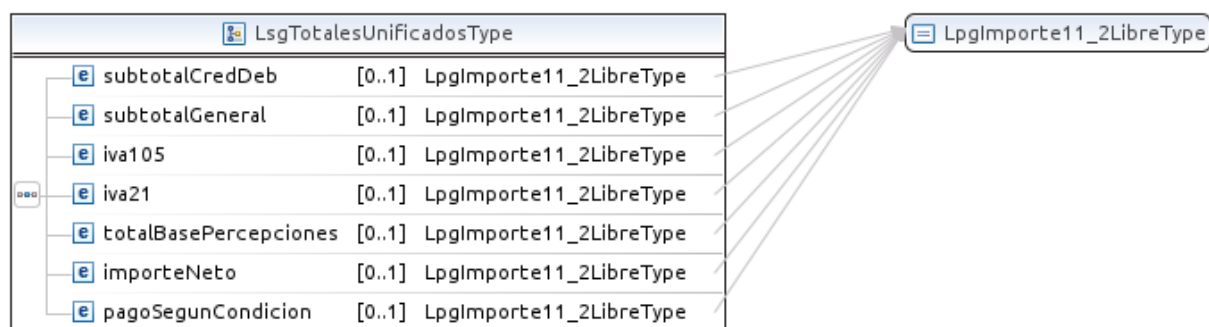 LsgTotalesUnificadosType
LpgImporte11_2LibreType
e subtotalCredDeb [0..1] LpgImporte11_2LibreType
e subtotalGeneral [0..1] LpgImporte11_2LibreType
e iva105 [0..1] LpgImporte11_2LibreType
e iva21 [0..1] LpgImporte11_2LibreType
e totalBasePercepciones [0..1] LpgImporte11_2LibreType
e importeNeto [0..1] LpgImporte11_2LibreType
e pagoSegunCondicion [0..1] LpgImporte11_2LibreType